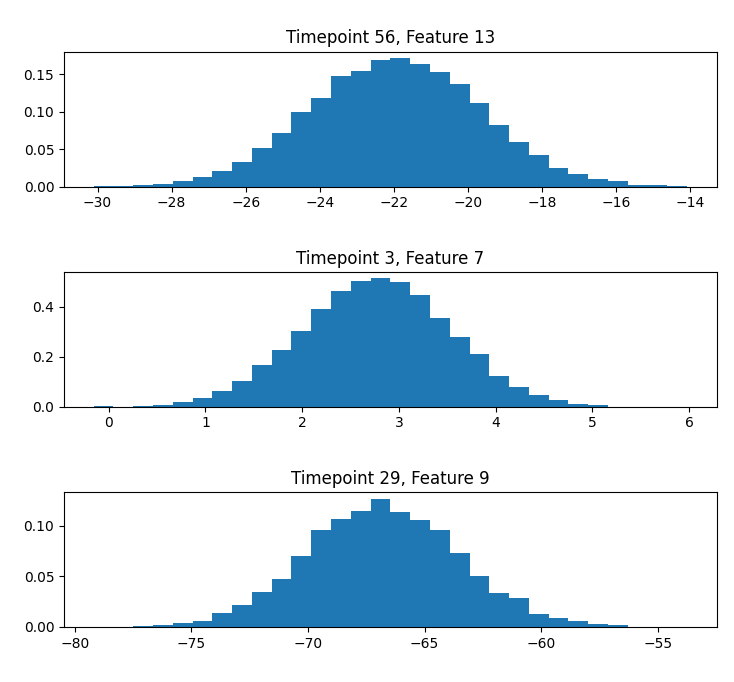 Timepoint 56, Feature 13
0.15
0.10
0.05
0.00
−30 −28 −26 −24 −22 −20 −18 −16 −14
Timepoint 3, Feature 7
0.4
0.2
0.0
0 1 2 3 4 5 6
Timepoint 29, Feature 9
0.10
0.05
0.00
−80 −75 −70 −65 −60 −55